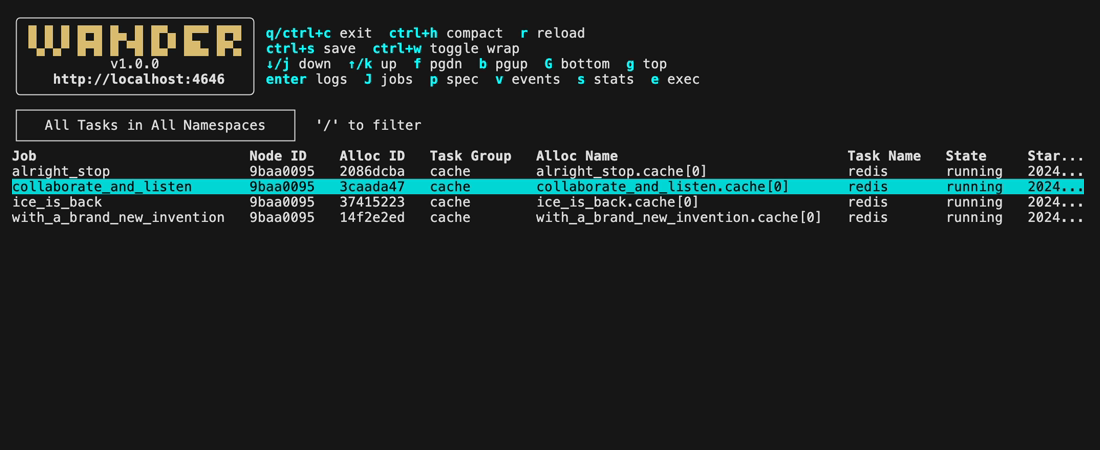 WANDER
v1.0.0
http://localhost:4646
q/ctrl+c exit  ctrl+h compact  r reload
ctrl+s save  ctrl+w toggle wrap
↓/j down  ↑/k up  f pgdn  b pgup  G bottom  g top
enter logs  J jobs  p spec  v events  s stats  e exec
All Tasks in All Namespaces  '/' to filter
Job  Node ID  Alloc ID  Task Group  Alloc Name  Task Name  State  Star...
alright_stop  9baa0095  2086dcba  cache  alright_stop.cache[0]  redis  running  2024...
collaborate_and_listen  9baa0095  3caada47  cache  collaborate_and_listen.cache[0]  redis  running  2024...
ice_is_back  9baa0095  37415223  cache  ice_is_back.cache[0]  redis  running  2024...
with_a_brand_new_invention  9baa0095  14f2e2ed  cache  with_a_brand_new_invention.cache[0]  redis  running  2024...